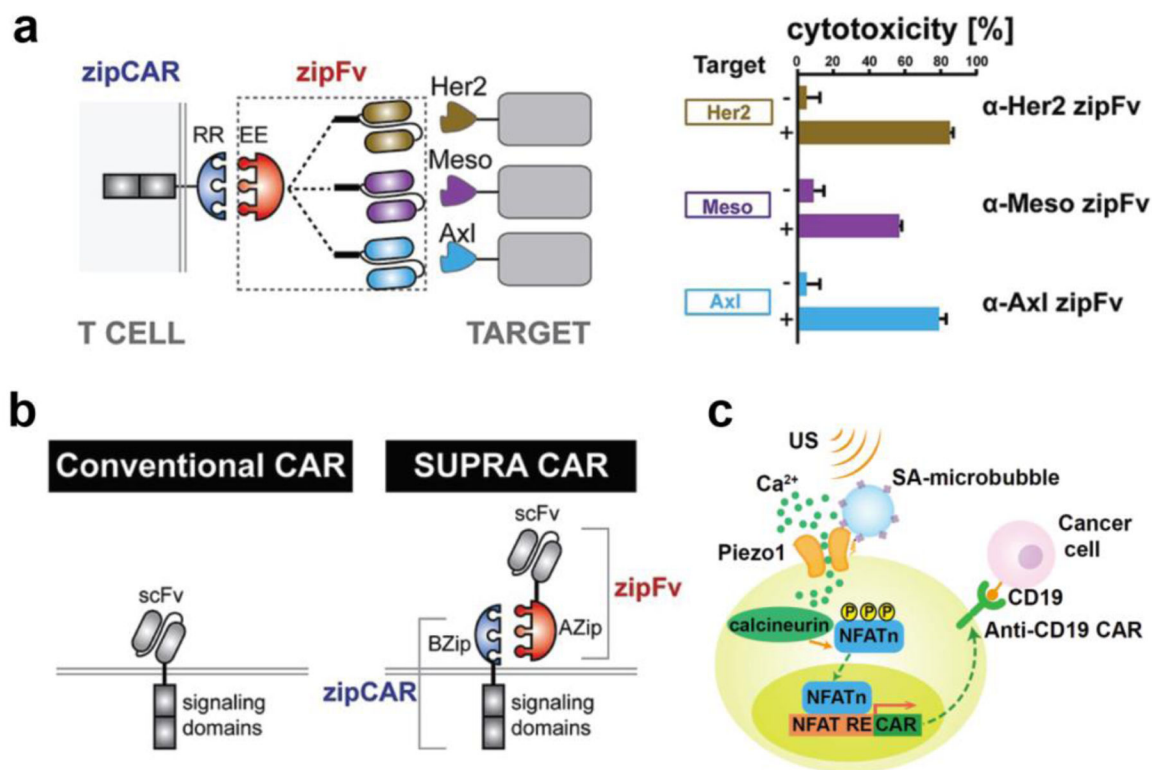 a
zipCAR
zipFv
RR
EE
Her2
Meso
Axl
T CELL
TARGET
cytotoxicity [%]
Target
0
20
40
60
80
100
Her2
-
+
α-Her2 zipFv
Meso
-
+
α-Meso zipFv
Axl
-
+
α-Axl zipFv
b
Conventional CAR
scFv
signaling
domains
SUPRA CAR
scFv
zipFv
BZip
AZip
zipCAR
signaling
domains
c
US
Ca²⁺
SA-microbubble
Piezo1
Cancer
cell
calcineurin
P P P
NFATn
CD19
Anti-CD19 CAR
NFATn
NFAT RE CAR